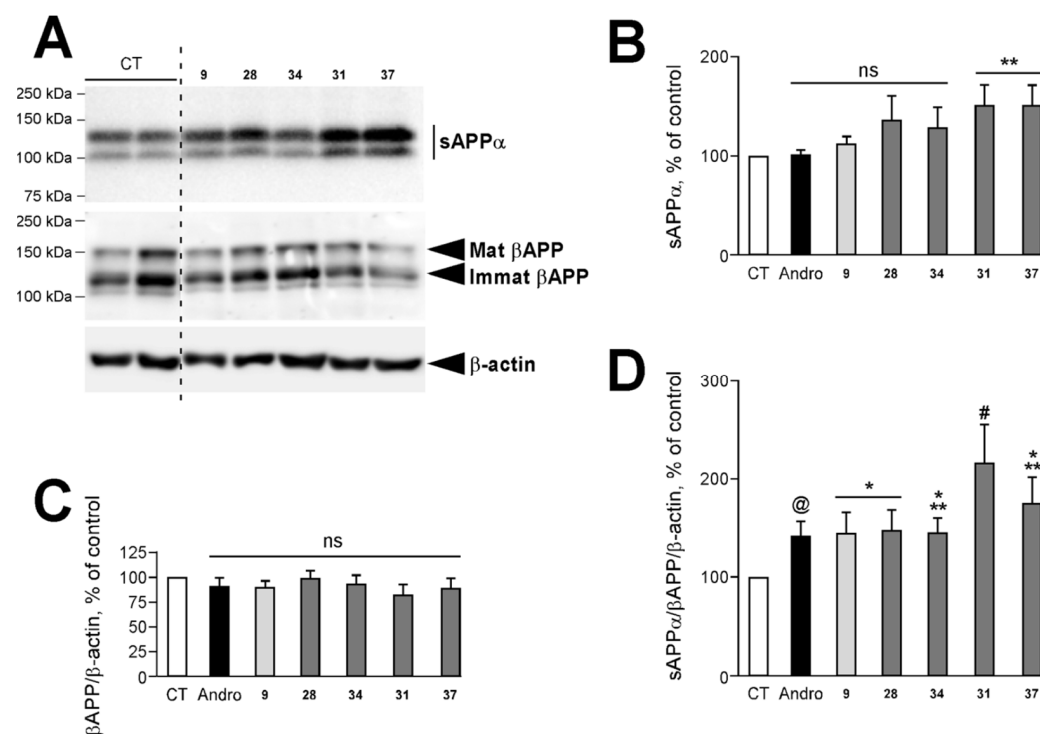 A
CT 9 28 34 31 37
250 kDa
150 kDa
100 kDa
75 kDa
sAPPα
250 kDa
150 kDa
100 kDa
Mat βAPP
Immat βAPP
β-actin
B
sAPPα, % of control
200
100
0
ns
**
CT Andro 9 28 34 31 37
C
βAPP/β-actin, % of control
125
100
75
50
25
0
ns
CT Andro 9 28 34 31 37
D
sAPPα/βAPP/β-actin, % of control
300
200
100
0
@
*
*
**
#
*
**
CT Andro 9 28 34 31 37